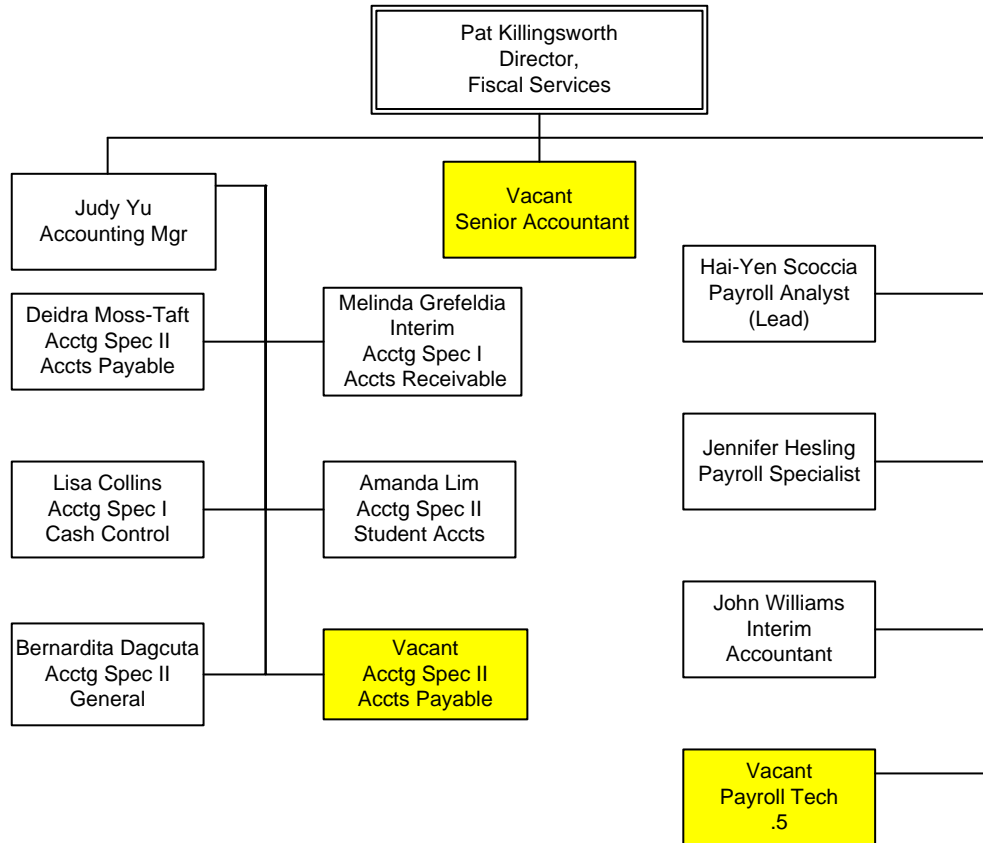 Pat Killingsworth
Director,
Fiscal Services
Judy Yu
Accounting Mgr
Vacant
Senior Accountant
Deidra Moss-Taft
Acctg Spec II
Accts Payable
Melinda Grefeldia
Interim
Acctg Spec I
Accts Receivable
Lisa Collins
Acctg Spec I
Cash Control
Amanda Lim
Acctg Spec II
Student Accts
Bernardita Dagcuta
Acctg Spec II
General
Vacant
Acctg Spec II
Accts Payable
Hai-Yen Scoccia
Payroll Analyst
(Lead)
Jennifer Hesling
Payroll Specialist
John Williams
Interim
Accountant
Vacant
Payroll Tech
.5